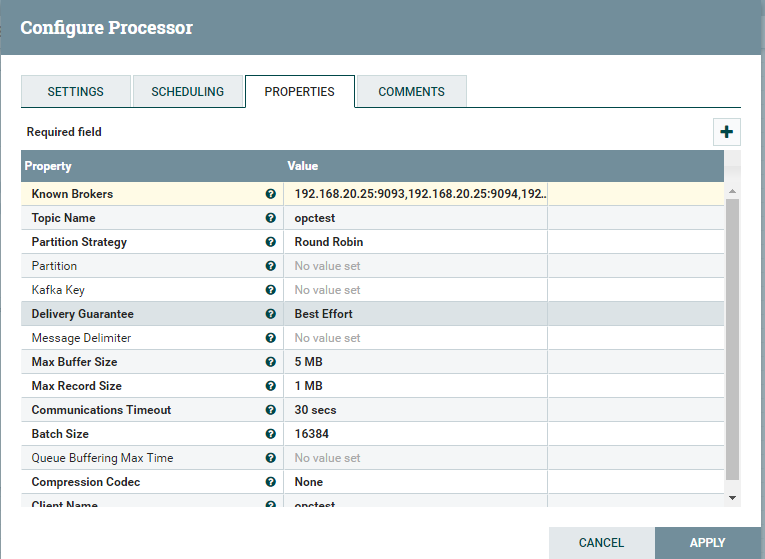 Configure Processor
SETTINGS SCHEDULING PROPERTIES COMMENTS
Required field
Property Value
Known Brokers 192.168.20.25:9093,192.168.20.25:9094,192..
Topic Name opctest
Partition Strategy Round Robin
Partition No value set
Kafka Key No value set
Delivery Guarantee Best Effort
Message Delimiter No value set
Max Buffer Size 5 MB
Max Record Size 1 MB
Communications Timeout 30 secs
Batch Size 16384
Queue Buffering Max Time No value set
Compression Codec None
Client Name opctest
CANCEL APPLY